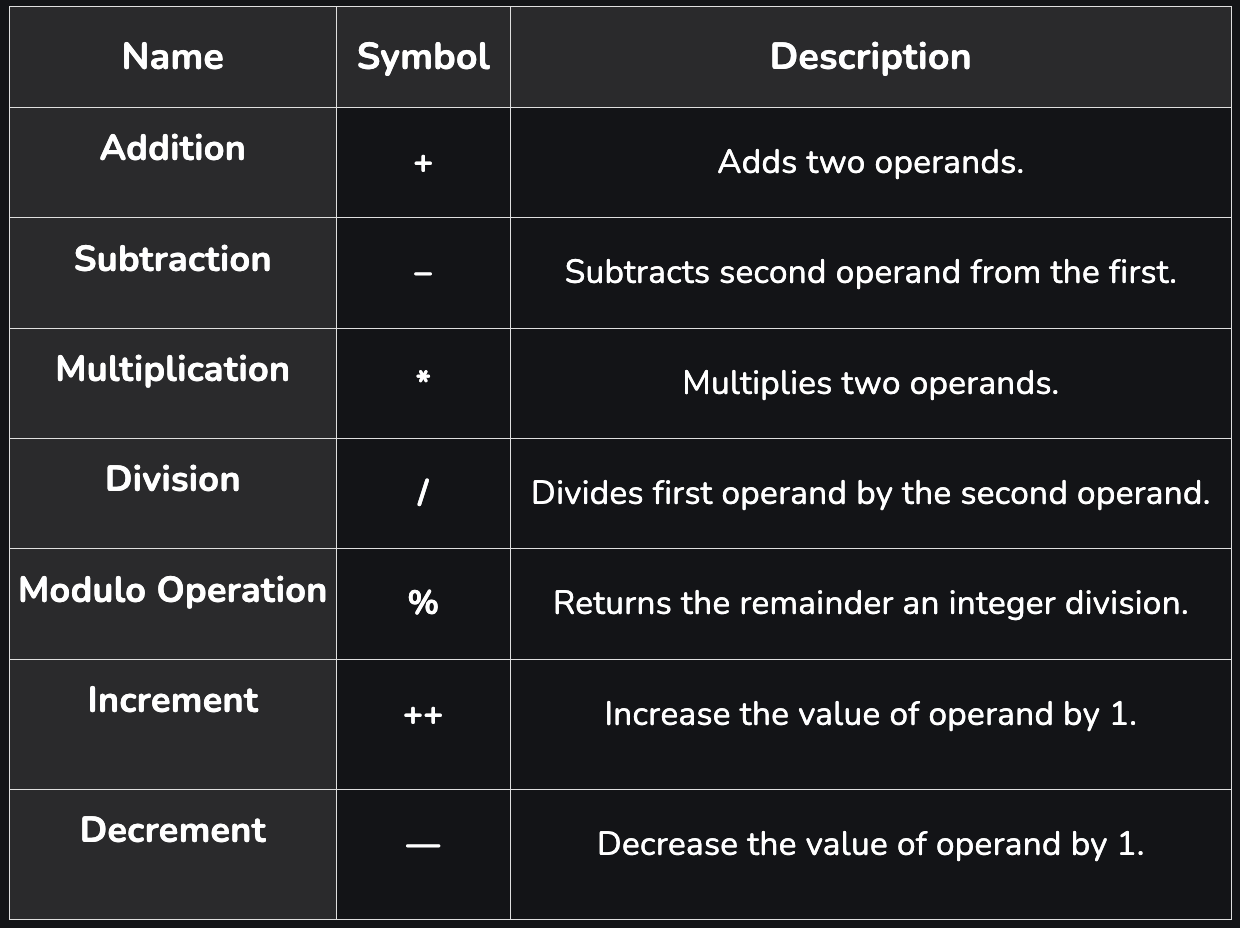 Name Symbol Description
Addition + Adds two operands.
Subtraction – Subtracts second operand from the first.
Multiplication * Multiplies two operands.
Division / Divides first operand by the second operand.
Modulo Operation % Returns the remainder an integer division.
Increment ++ Increase the value of operand by 1.
Decrement — Decrease the value of operand by 1.